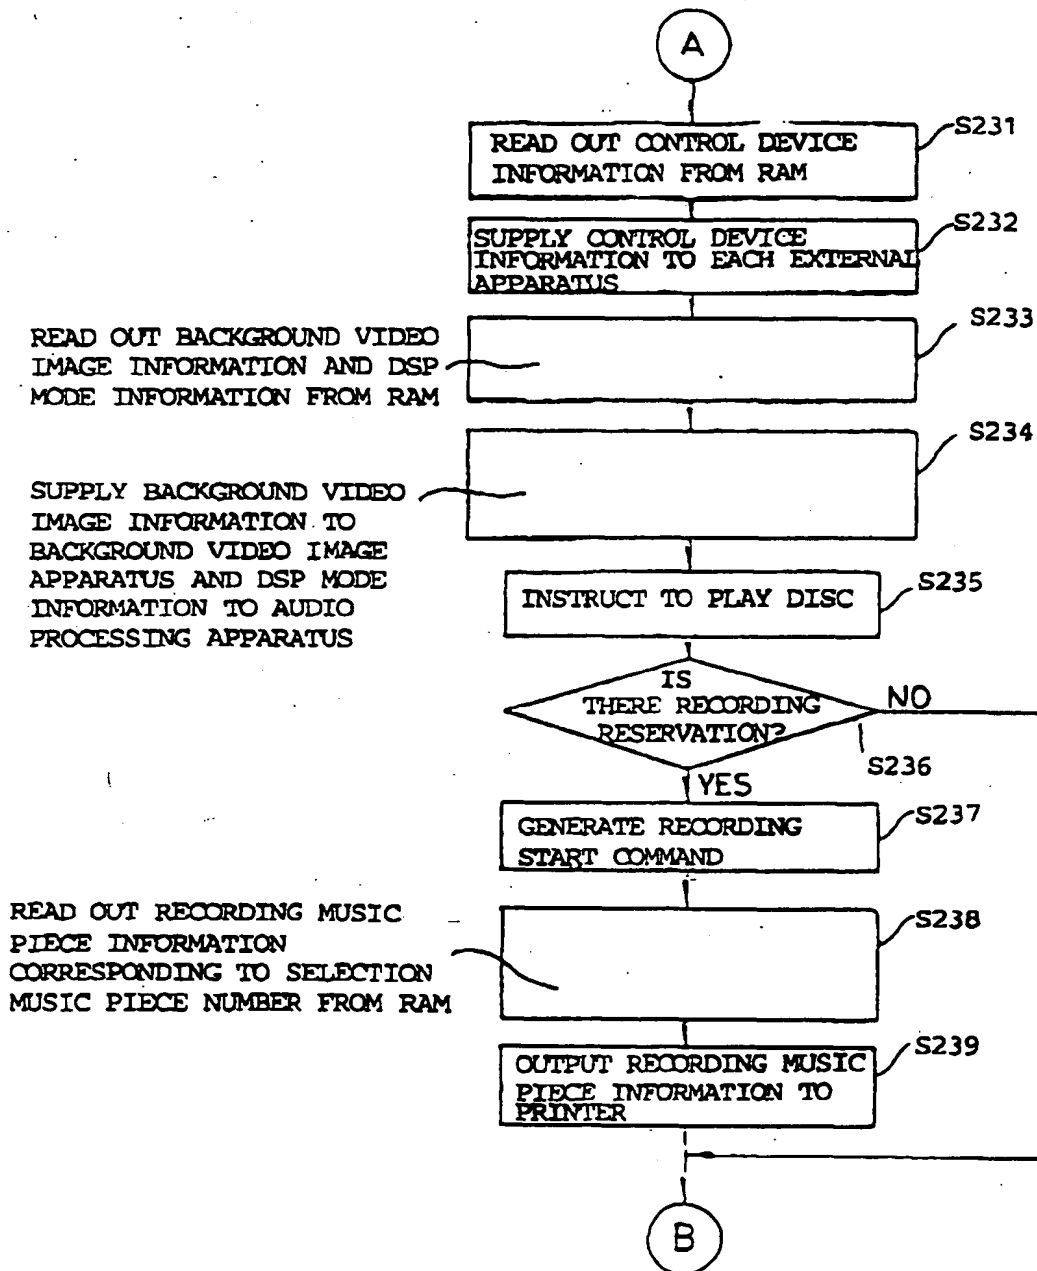 A
S231
READ OUT CONTROL DEVICE
INFORMATION FROM RAM
S232
SUPPLY CONTROL DEVICE
INFORMATION TO EACH EXTERNAL
APPARATUS
S233
READ OUT BACKGROUND VIDEO
IMAGE INFORMATION AND DSP
MODE INFORMATION FROM RAM
S234
SUPPLY BACKGROUND VIDEO
IMAGE INFORMATION TO
BACKGROUND VIDEO IMAGE
APPARATUS AND DSP MODE
INFORMATION TO AUDIO
PROCESSING APPARATUS
S235
INSTRUCT TO PLAY DISC
IS
THERE RECORDING
RESERVATION?
NO
S236
YES
S237
GENERATE RECORDING
START COMMAND
READ OUT RECORDING MUSIC
PIECE INFORMATION
CORRESPONDING TO SELECTION
MUSIC PIECE NUMBER FROM RAM
S238
S239
OUTPUT RECORDING MUSIC
PIECE INFORMATION TO
PRINTER
B